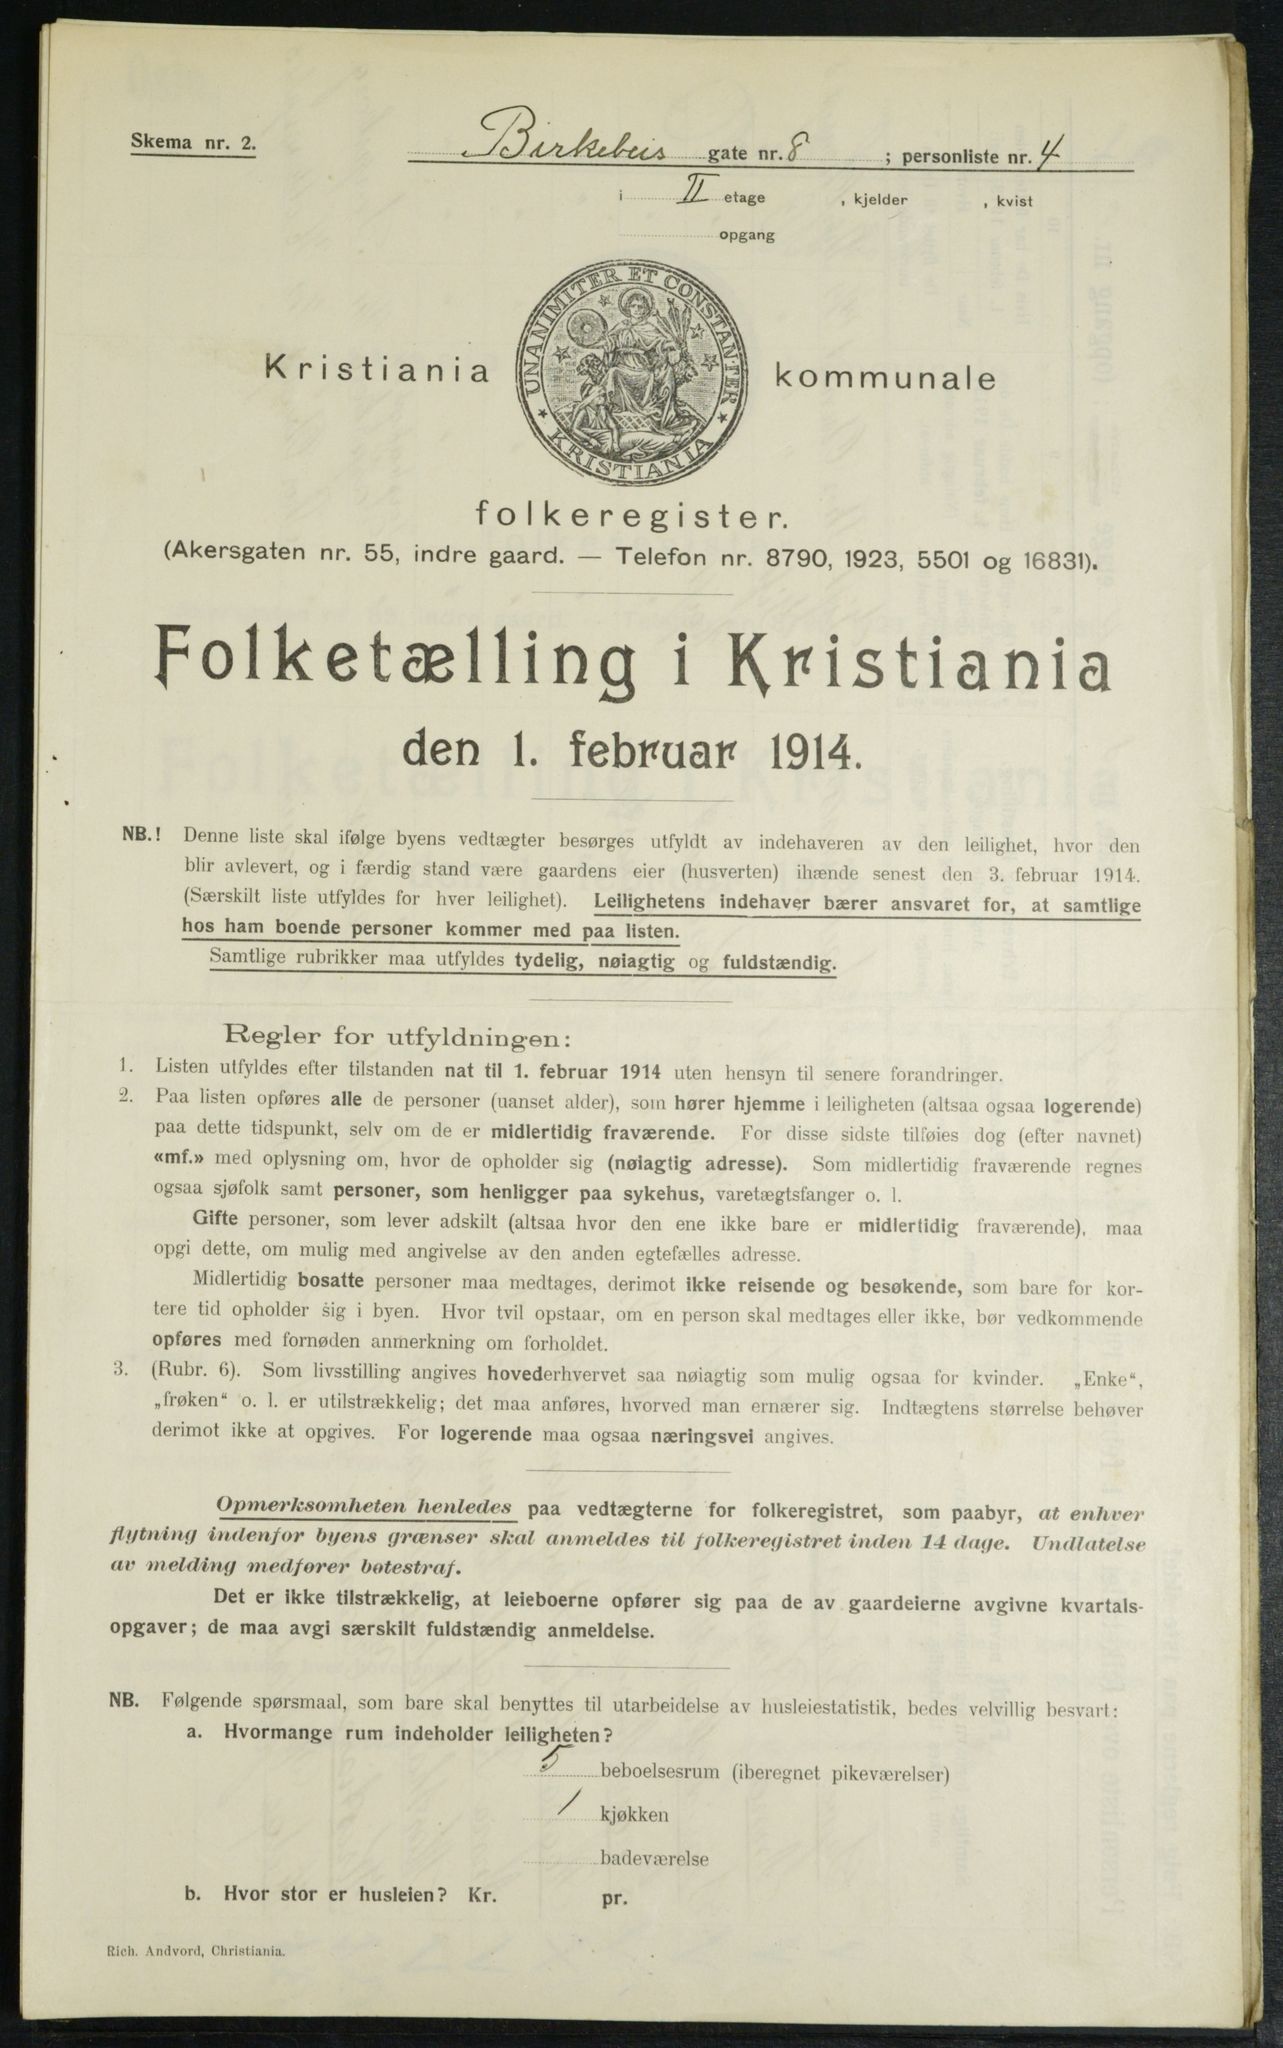 Skema nr. 2.
Birkebeis gate nr. 8 ; personliste nr. 4
i II etage , kjelder , kvist
opgang
UNANIMITER ET CONSTANTER
KRISTIANIA
Kristiania kommunale
folkeregister.
(Akersgaten nr. 55, indre gaard. — Telefon nr. 8790, 1923, 5501 og 16831).
Folketælling i Kristiania
den 1. februar 1914.
NB.! Denne liste skal ifølge byens vedtægter besørges utfyldt av indehaveren av den leilighet, hvor den
blir avlevert, og i færdig stand være gaardens eier (husverten) ihænde senest den 3. februar 1914.
(Særskilt liste utfyldes for hver leilighet). Leilighetens indehaver bærer ansvaret for, at samtlige
hos ham boende personer kommer med paa listen.
Samtlige rubrikker maa utfyldes tydelig, nøiagtig og fuldstændig.
Regler for utfyldningen:
1. Listen utfyldes efter tilstanden nat til 1. februar 1914 uten hensyn til senere forandringer.
2. Paa listen opføres alle de personer (uanset alder), som hører hjemme i leiligheten (altsaa ogsaa logerende)
paa dette tidspunkt, selv om de er midlertidig fraværende. For disse sidste tilføies dog (efter navnet)
«mf.» med oplysning om, hvor de opholder sig (nøiagtig adresse). Som midlertidig fraværende regnes
ogsaa sjøfolk samt personer, som henligger paa sykehus, varetægtsfanger o. l.
Gifte personer, som lever adskilt (altsaa hvor den ene ikke bare er midlertidig fraværende), maa
opgi dette, om mulig med angivelse av den anden egtefælles adresse.
Midlertidig bosatte personer maa medtages, derimot ikke reisende og besøkende, som bare for kor-
tere tid opholder sig i byen. Hvor tvil opstaar, om en person skal medtages eller ikke, bør vedkommende
opføres med fornøden anmerkning om forholdet.
3. (Rubr. 6). Som livsstilling angives hovederhvervet saa nøiagtig som mulig ogsaa for kvinder. „Enke“,
„frøken“ o. l. er utilstrækkelig; det maa anføres, hvorved man ernærer sig. Indtægtens størrelse behøver
derimot ikke at opgives. For logerende maa ogsaa næringsvei angives.
Opmerksomheten henledes paa vedtægterne for folkeregistret, som paabyr, at enhver
flytning indenfor byens grænser skal anmeldes til folkeregistret inden 14 dage. Undlatelse
av melding medfører bøtestraf.
Det er ikke tilstrækkelig, at leieboerne opfører sig paa de av gaardeierne avgivne kvartals-
opgaver; de maa avgi særskilt fuldstændig anmeldelse.
NB. Følgende spørsmaal, som bare skal benyttes til utarbeidelse av husleiestatistik, bedes velvillig besvart:
a. Hvormange rum indeholder leiligheten?
5 beboelsesrum (iberegnet pikeværelser)
1 kjøkken
badeværelse
b. Hvor stor er husleien? Kr. pr.
Rich. Andvord, Christiania.